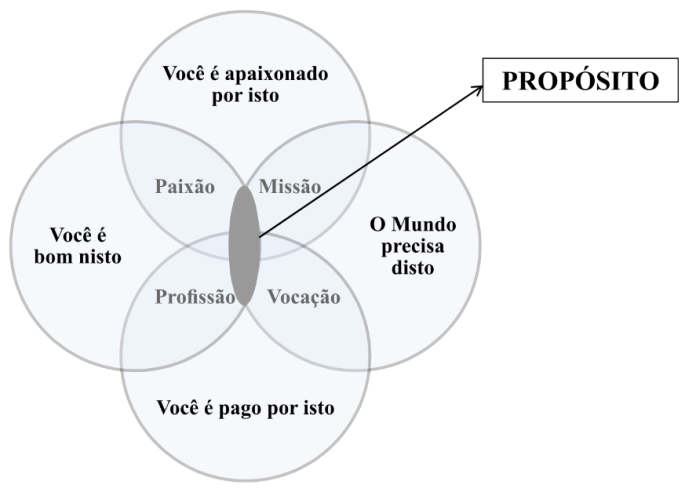 Você é apaixonado
por isto
PROPÓSITO
Paixão
Missão
Você é
bom nisto
O Mundo
precisa
disto
Profissão
Vocação
Você é pago por isto